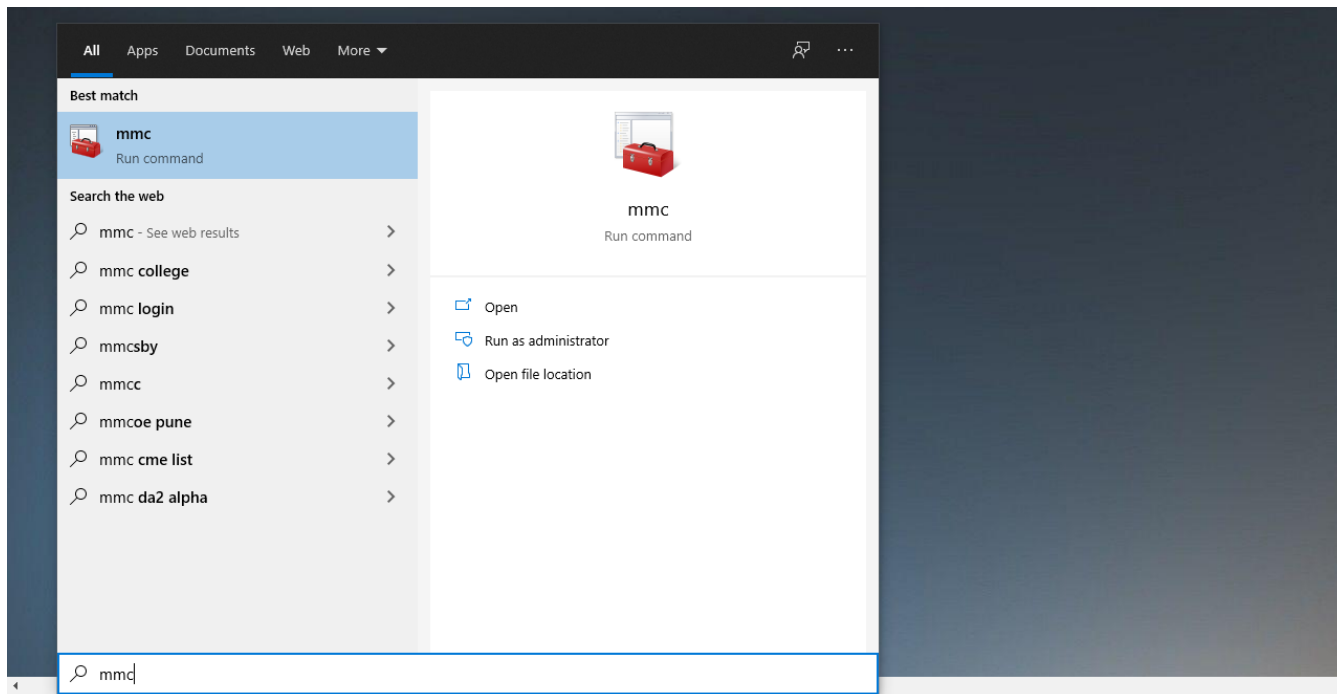 All Apps Documents Web More
Best match
mmc
Run command
Search the web
mmc - See web results
mmc college
mmc login
mmcsby
mmcc
mmcoe pune
mmc cme list
mmc da2 alpha
mmc
Run command
Open
Run as administrator
Open file location
mmc